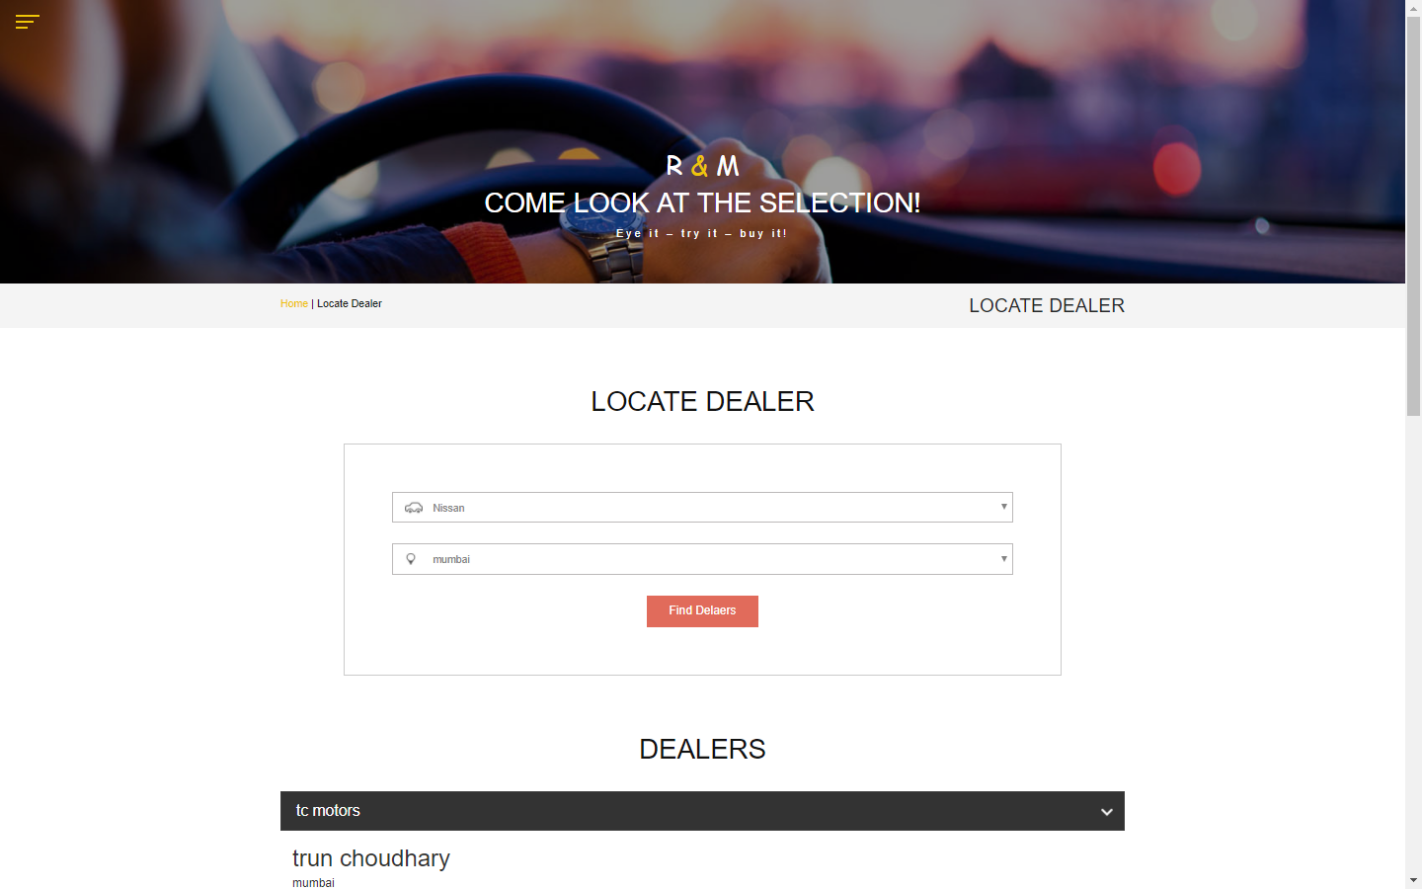 R & M
COME LOOK AT THE SELECTION!
Eye it – try it – buy it!
Home | Locate Dealer
LOCATE DEALER
LOCATE DEALER
Nissan
mumbai
Find Delaers
DEALERS
tc motors
trun choudhary
mumbai